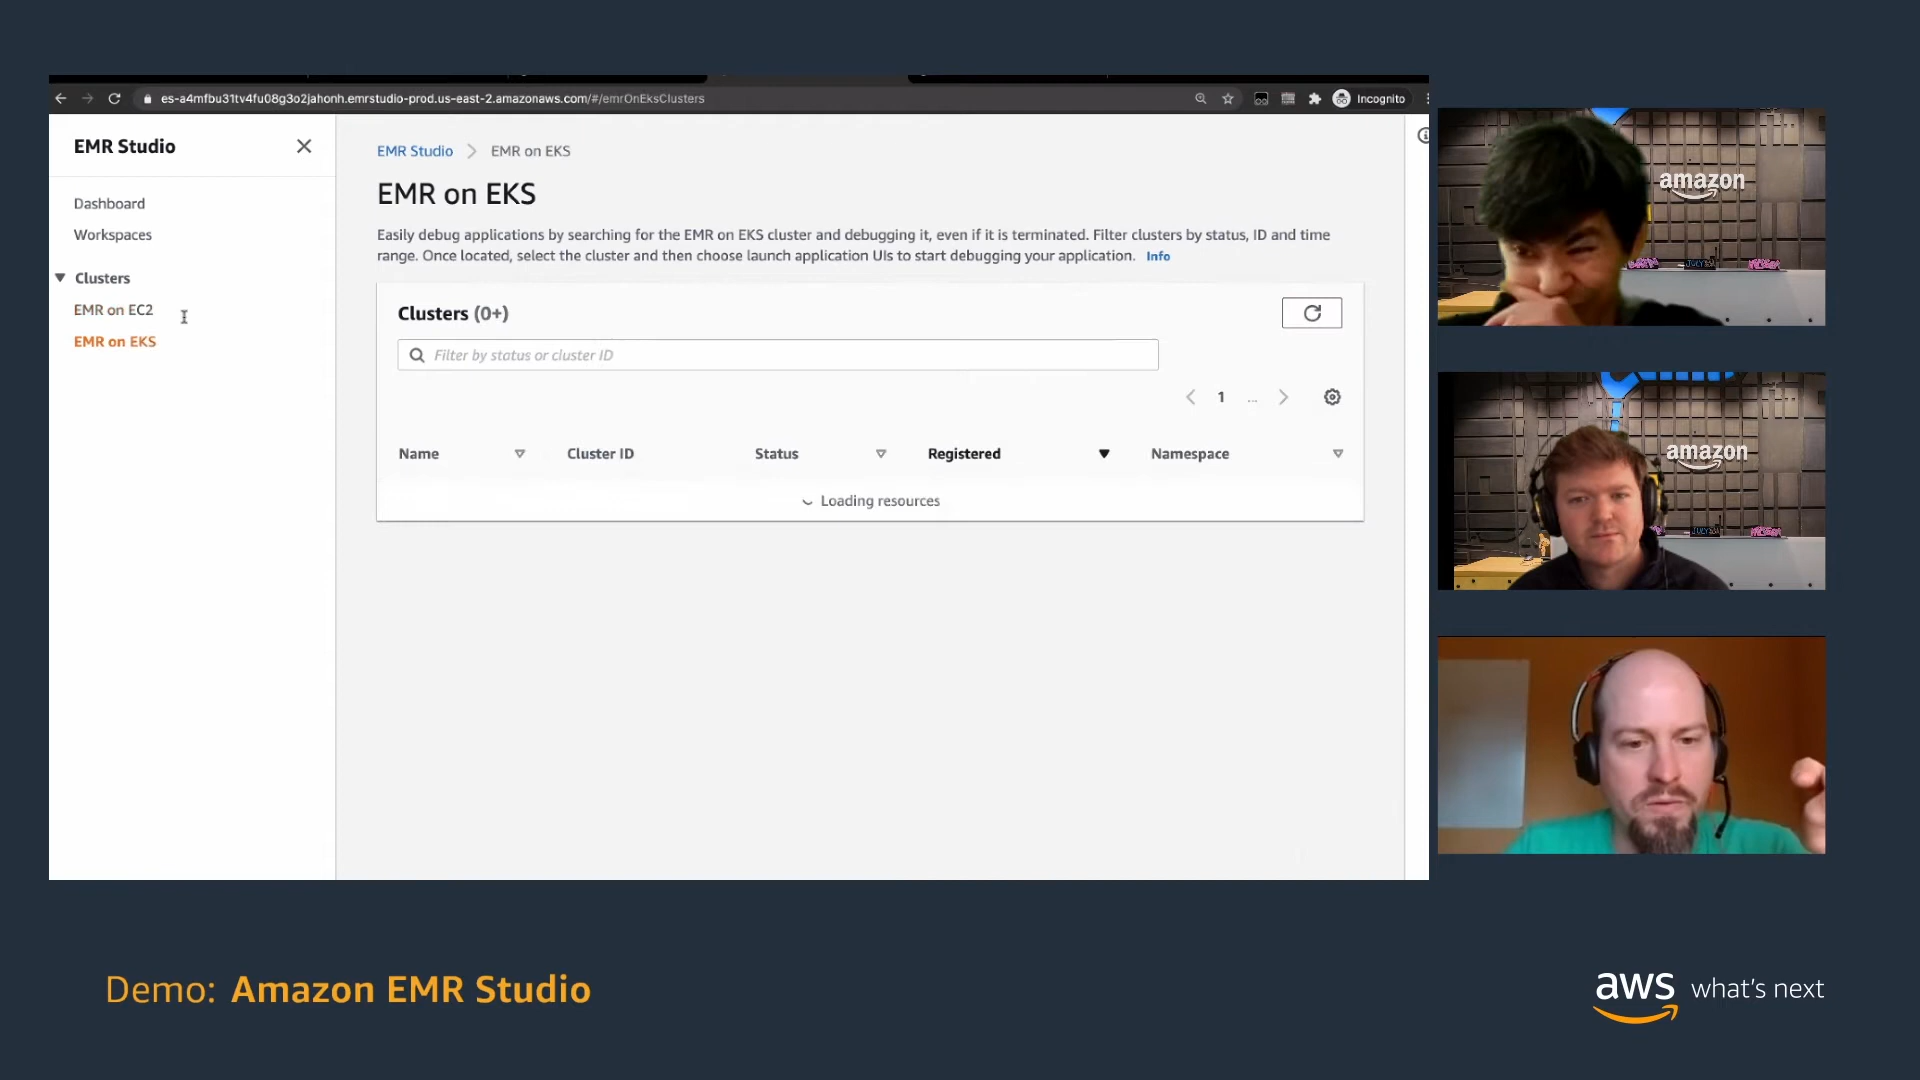 es-a4mfbu31tv4fu08g3o2jahonh.emrstudio-prod.us-east-2.amazonaws.com/#/emrOnEksClusters
Incognito
EMR Studio
Dashboard
Workspaces
Clusters
EMR on EC2
EMR on EKS
EMR Studio
EMR on EKS
EMR on EKS
Easily debug applications by searching for the EMR on EKS cluster and debugging it, even if it is terminated. Filter clusters by status, ID and time
range. Once located, select the cluster and then choose launch application UIs to start debugging your application. Info
Clusters (0+)
Filter by status or cluster ID
1 ...
Name Cluster ID Status Registered Namespace
Loading resources
amazon
amazon
Demo: Amazon EMR Studio
aws what's next